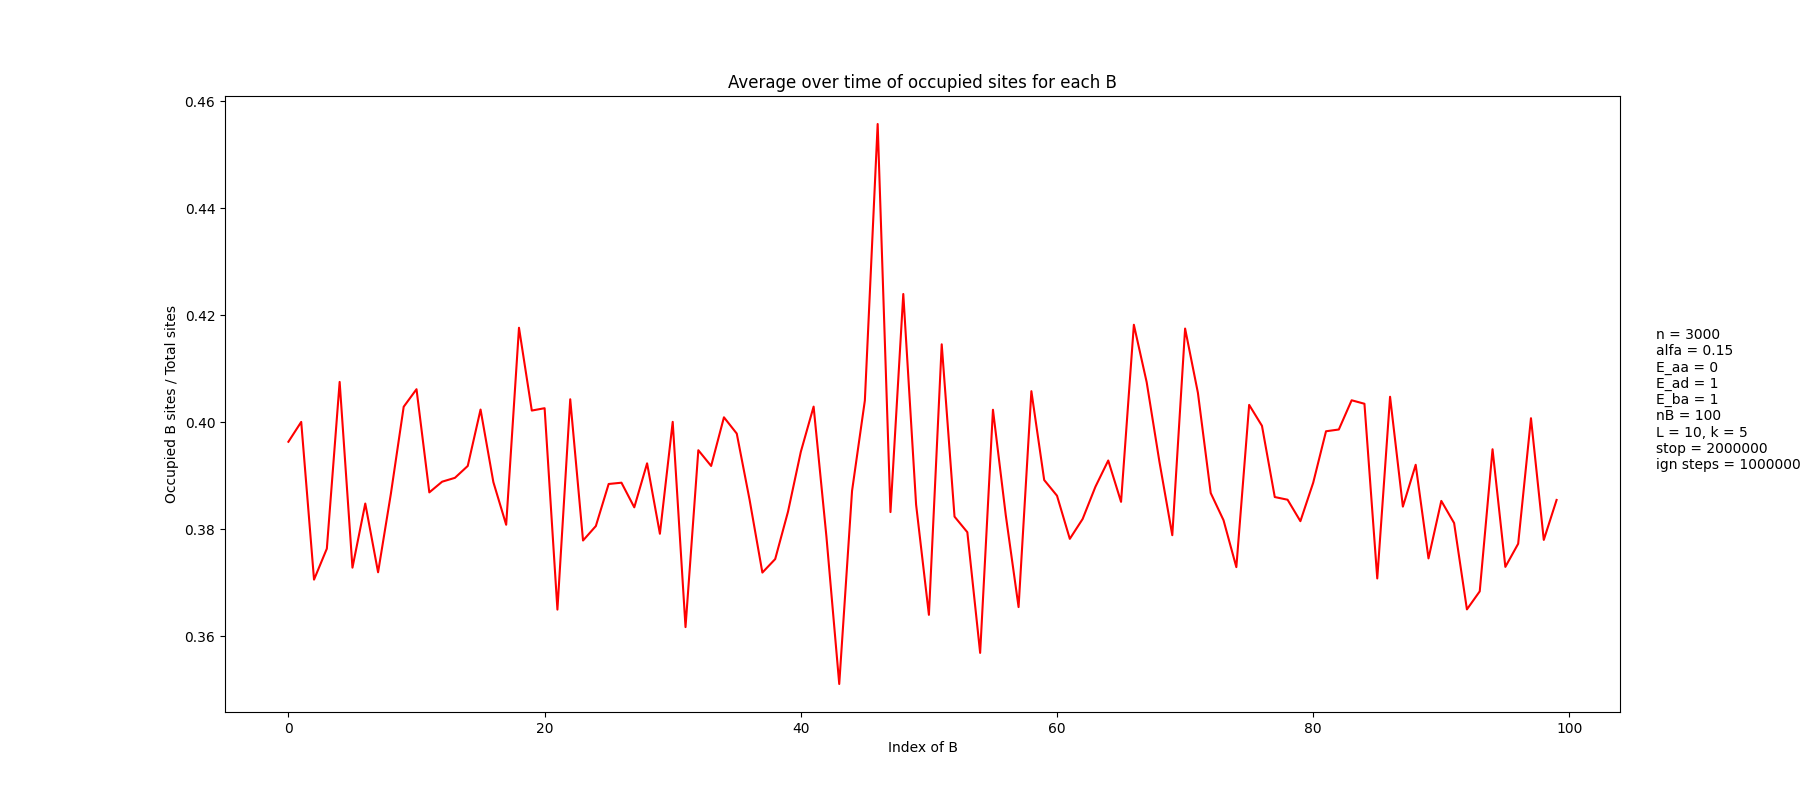 Average over time of occupied sites for each B
0.46
0.44
0.42
0.40
0.38
0.36
Occupied B sites / Total sites
0 20 40 60 80 100
Index of B
n = 3000
alfa = 0.15
E_aa = 0
E_ad = 1
E_ba = 1
nB = 100
L = 10, k = 5
stop = 2000000
ign steps = 1000000